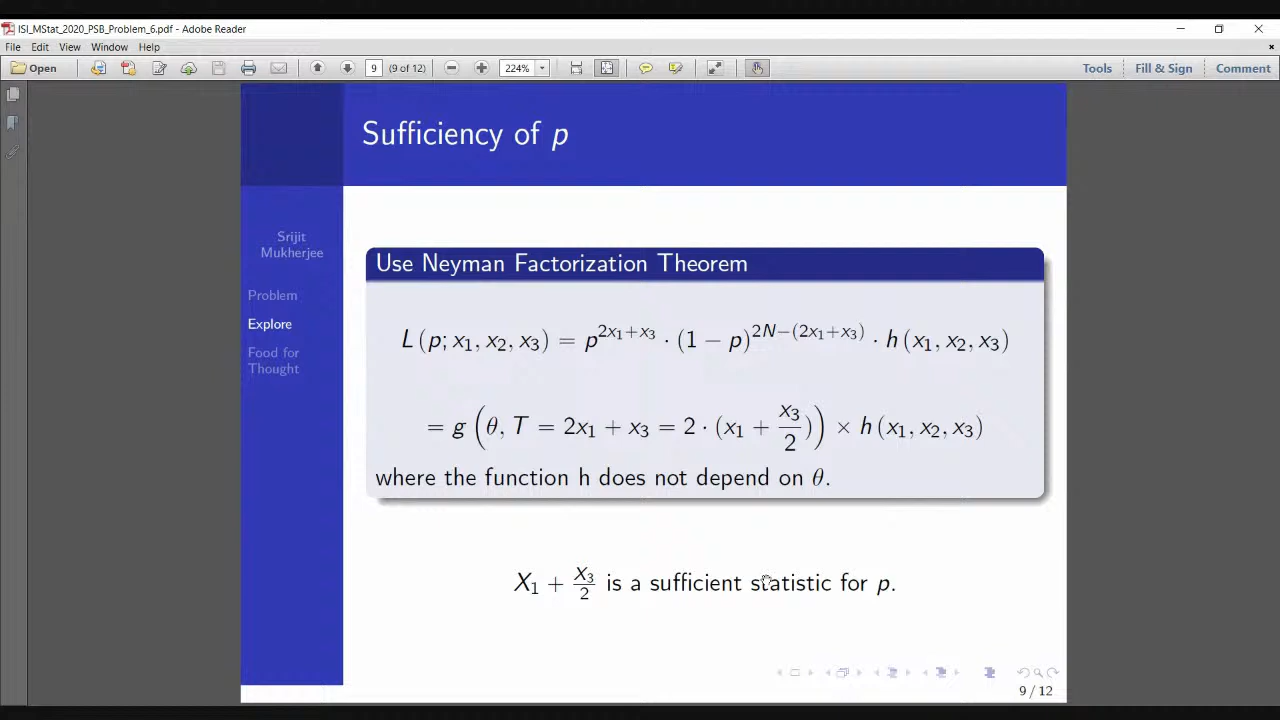 ISI_MStat_2020_PSB_Problem_6.pdf - Adobe Reader
File Edit View Window Help
Open 9 (9 of 12) 224% Tools Fill & Sign Comment
Sufficiency of p
Srijit
Mukherjee
Problem
Explore
Food for
Thought
Use Neyman Factorization Theorem
L (p; x₁, x₂, x₃) = p^{2x₁+x₃} · (1 − p)^{2N−(2x₁+x₃)} · h (x₁, x₂, x₃)
= g (θ, T = 2x₁ + x₃ = 2 · (x₁ + x₃/2)) × h (x₁, x₂, x₃)
where the function h does not depend on θ.
X₁ + X₃/2 is a sufficient statistic for p.
9 / 12